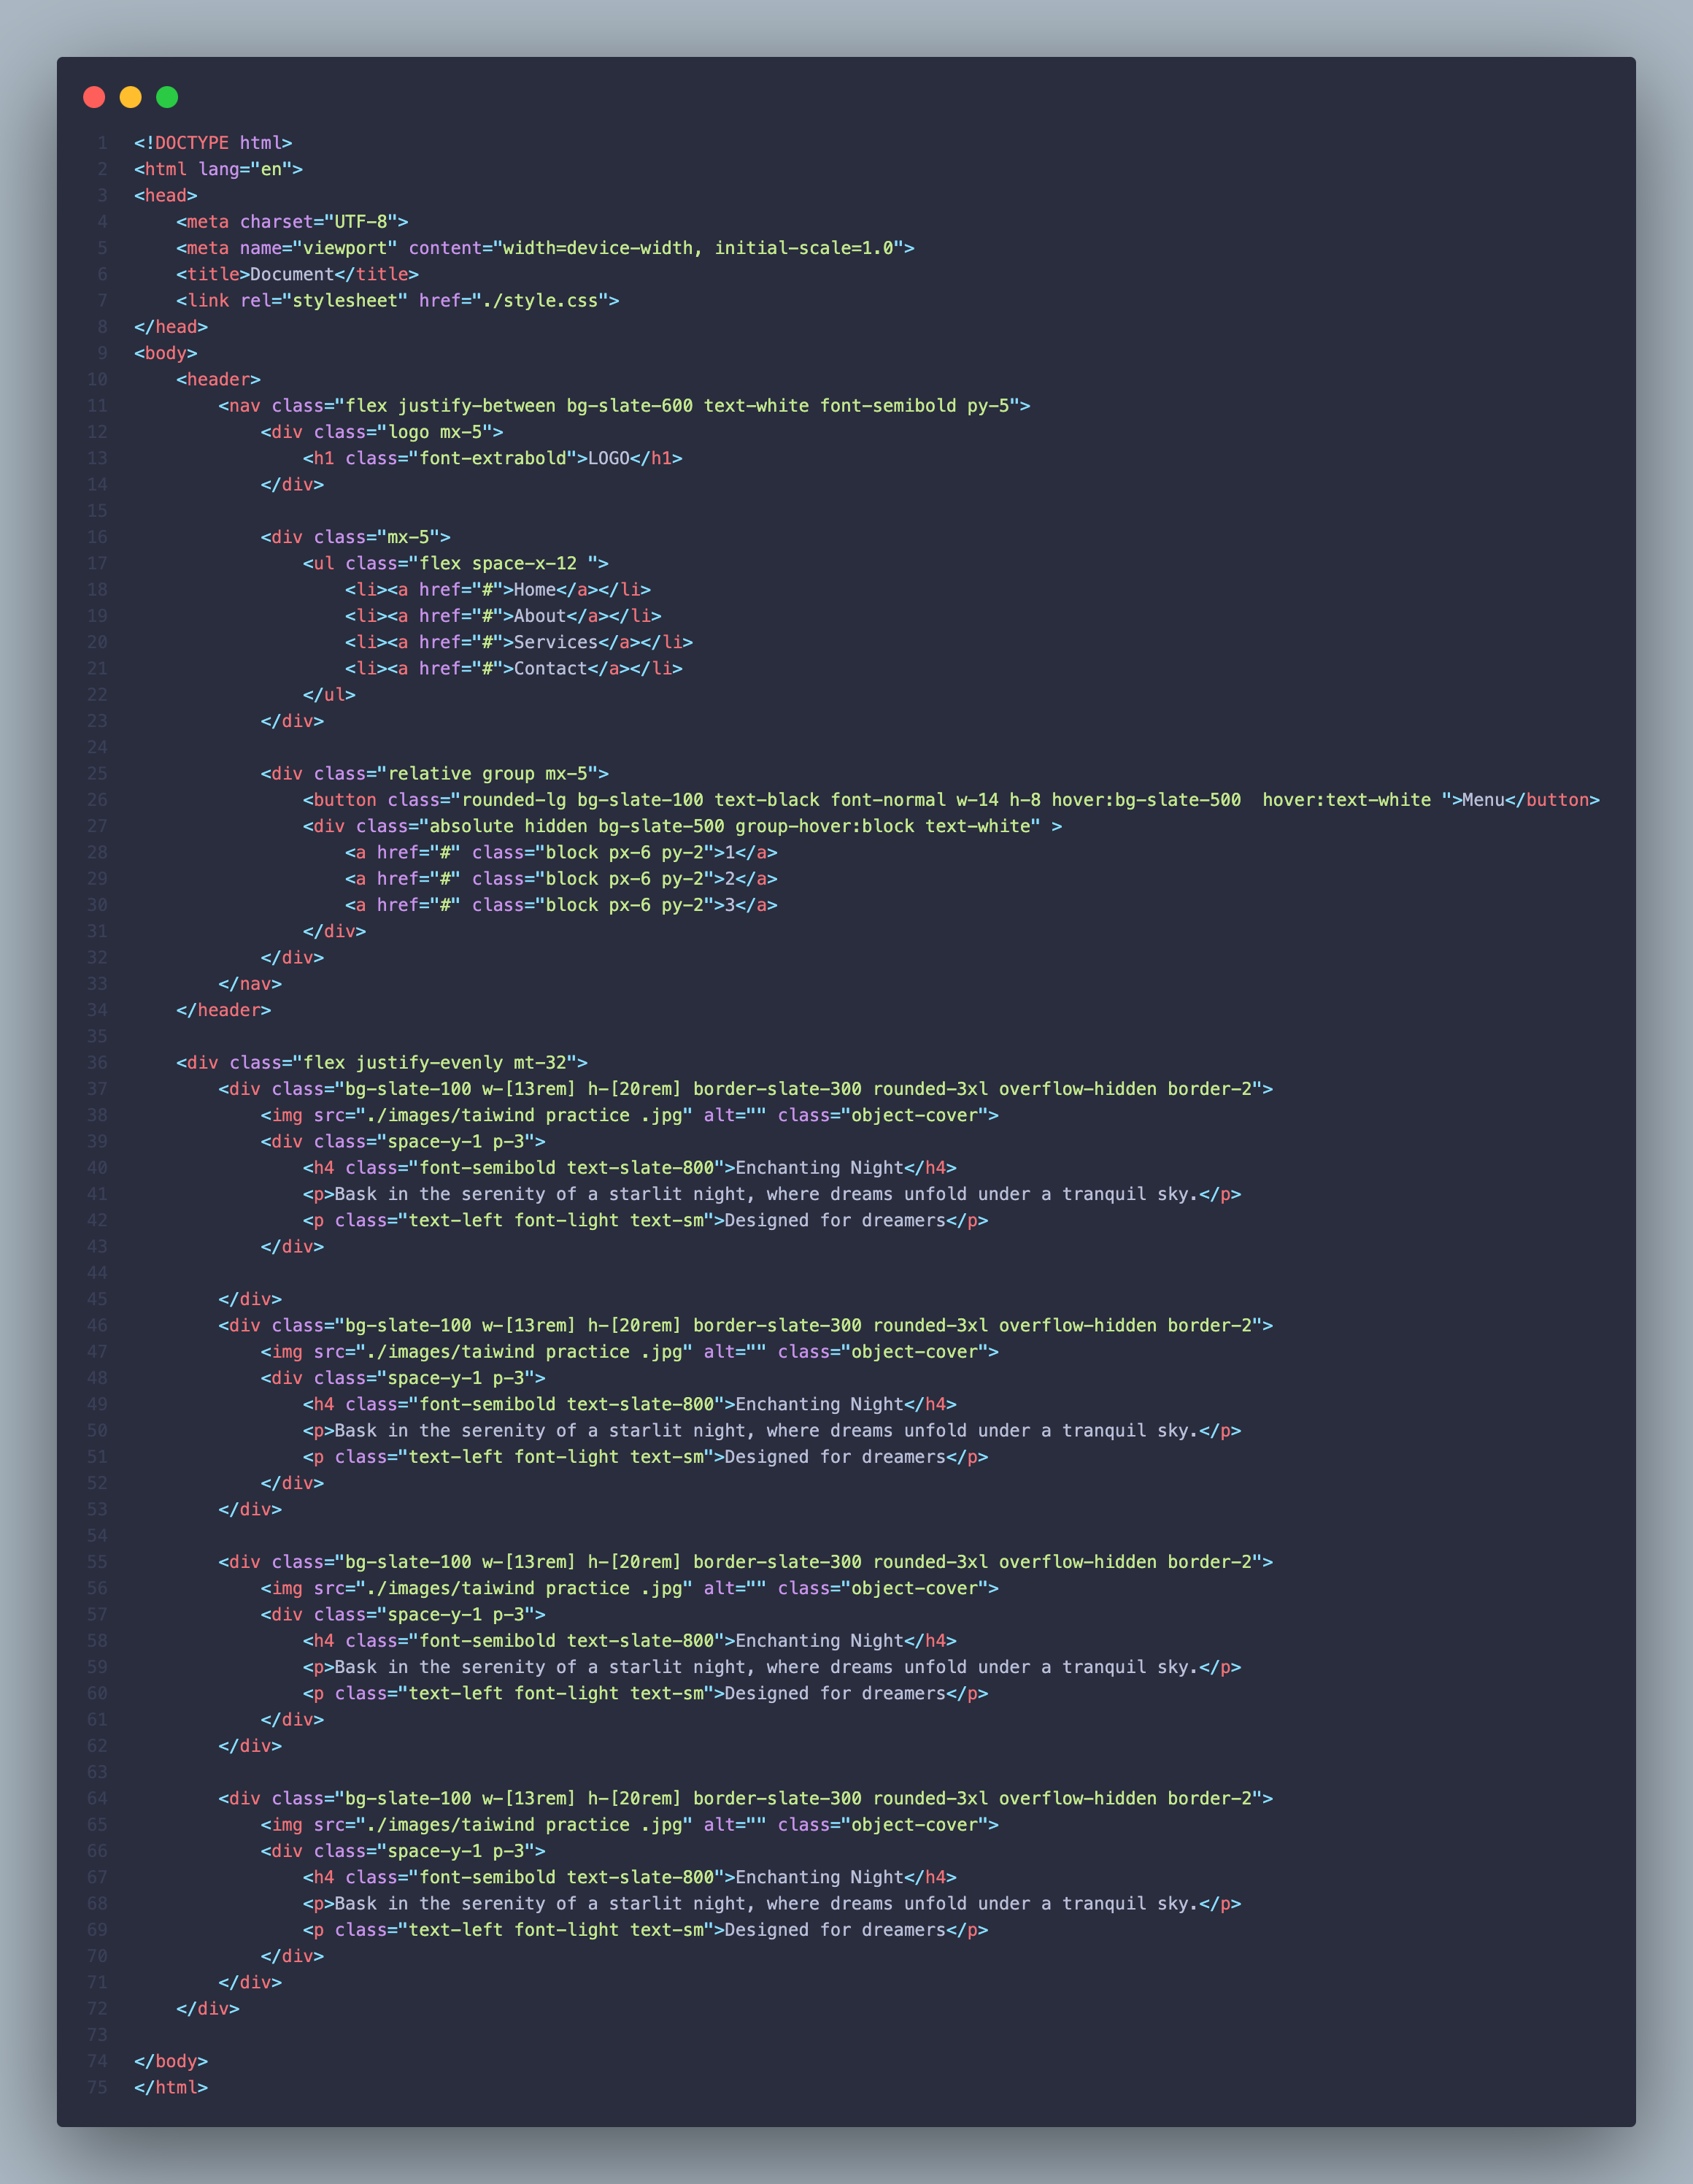 1 <!DOCTYPE html>
2 <html lang="en">
3 <head>
4     <meta charset="UTF-8">
5     <meta name="viewport" content="width=device-width, initial-scale=1.0">
6     <title>Document</title>
7     <link rel="stylesheet" href="./style.css">
8 </head>
9 <body>
10     <header>
11         <nav class="flex justify-between bg-slate-600 text-white font-semibold py-5">
12             <div class="logo mx-5">
13                 <h1 class="font-extrabold">LOGO</h1>
14             </div>
15
16             <div class="mx-5">
17                 <ul class="flex space-x-12 ">
18                     <li><a href="#">Home</a></li>
19                     <li><a href="#">About</a></li>
20                     <li><a href="#">Services</a></li>
21                     <li><a href="#">Contact</a></li>
22                 </ul>
23             </div>
24
25             <div class="relative group mx-5">
26                 <button class="rounded-lg bg-slate-100 text-black font-normal w-14 h-8 hover:bg-slate-500  hover:text-white ">Menu</button>
27                 <div class="absolute hidden bg-slate-500 group-hover:block text-white" >
28                     <a href="#" class="block px-6 py-2">1</a>
29                     <a href="#" class="block px-6 py-2">2</a>
30                     <a href="#" class="block px-6 py-2">3</a>
31                 </div>
32             </div>
33         </nav>
34     </header>
35
36     <div class="flex justify-evenly mt-32">
37         <div class="bg-slate-100 w-[13rem] h-[20rem] border-slate-300 rounded-3xl overflow-hidden border-2">
38             <img src="./images/taiwind practice .jpg" alt="" class="object-cover">
39             <div class="space-y-1 p-3">
40                 <h4 class="font-semibold text-slate-800">Enchanting Night</h4>
41                 <p>Bask in the serenity of a starlit night, where dreams unfold under a tranquil sky.</p>
42                 <p class="text-left font-light text-sm">Designed for dreamers</p>
43             </div>
44
45         </div>
46         <div class="bg-slate-100 w-[13rem] h-[20rem] border-slate-300 rounded-3xl overflow-hidden border-2">
47             <img src="./images/taiwind practice .jpg" alt="" class="object-cover">
48             <div class="space-y-1 p-3">
49                 <h4 class="font-semibold text-slate-800">Enchanting Night</h4>
50                 <p>Bask in the serenity of a starlit night, where dreams unfold under a tranquil sky.</p>
51                 <p class="text-left font-light text-sm">Designed for dreamers</p>
52             </div>
53         </div>
54
55         <div class="bg-slate-100 w-[13rem] h-[20rem] border-slate-300 rounded-3xl overflow-hidden border-2">
56             <img src="./images/taiwind practice .jpg" alt="" class="object-cover">
57             <div class="space-y-1 p-3">
58                 <h4 class="font-semibold text-slate-800">Enchanting Night</h4>
59                 <p>Bask in the serenity of a starlit night, where dreams unfold under a tranquil sky.</p>
60                 <p class="text-left font-light text-sm">Designed for dreamers</p>
61             </div>
62         </div>
63
64         <div class="bg-slate-100 w-[13rem] h-[20rem] border-slate-300 rounded-3xl overflow-hidden border-2">
65             <img src="./images/taiwind practice .jpg" alt="" class="object-cover">
66             <div class="space-y-1 p-3">
67                 <h4 class="font-semibold text-slate-800">Enchanting Night</h4>
68                 <p>Bask in the serenity of a starlit night, where dreams unfold under a tranquil sky.</p>
69                 <p class="text-left font-light text-sm">Designed for dreamers</p>
70             </div>
71         </div>
72     </div>
73
74 </body>
75 </html>